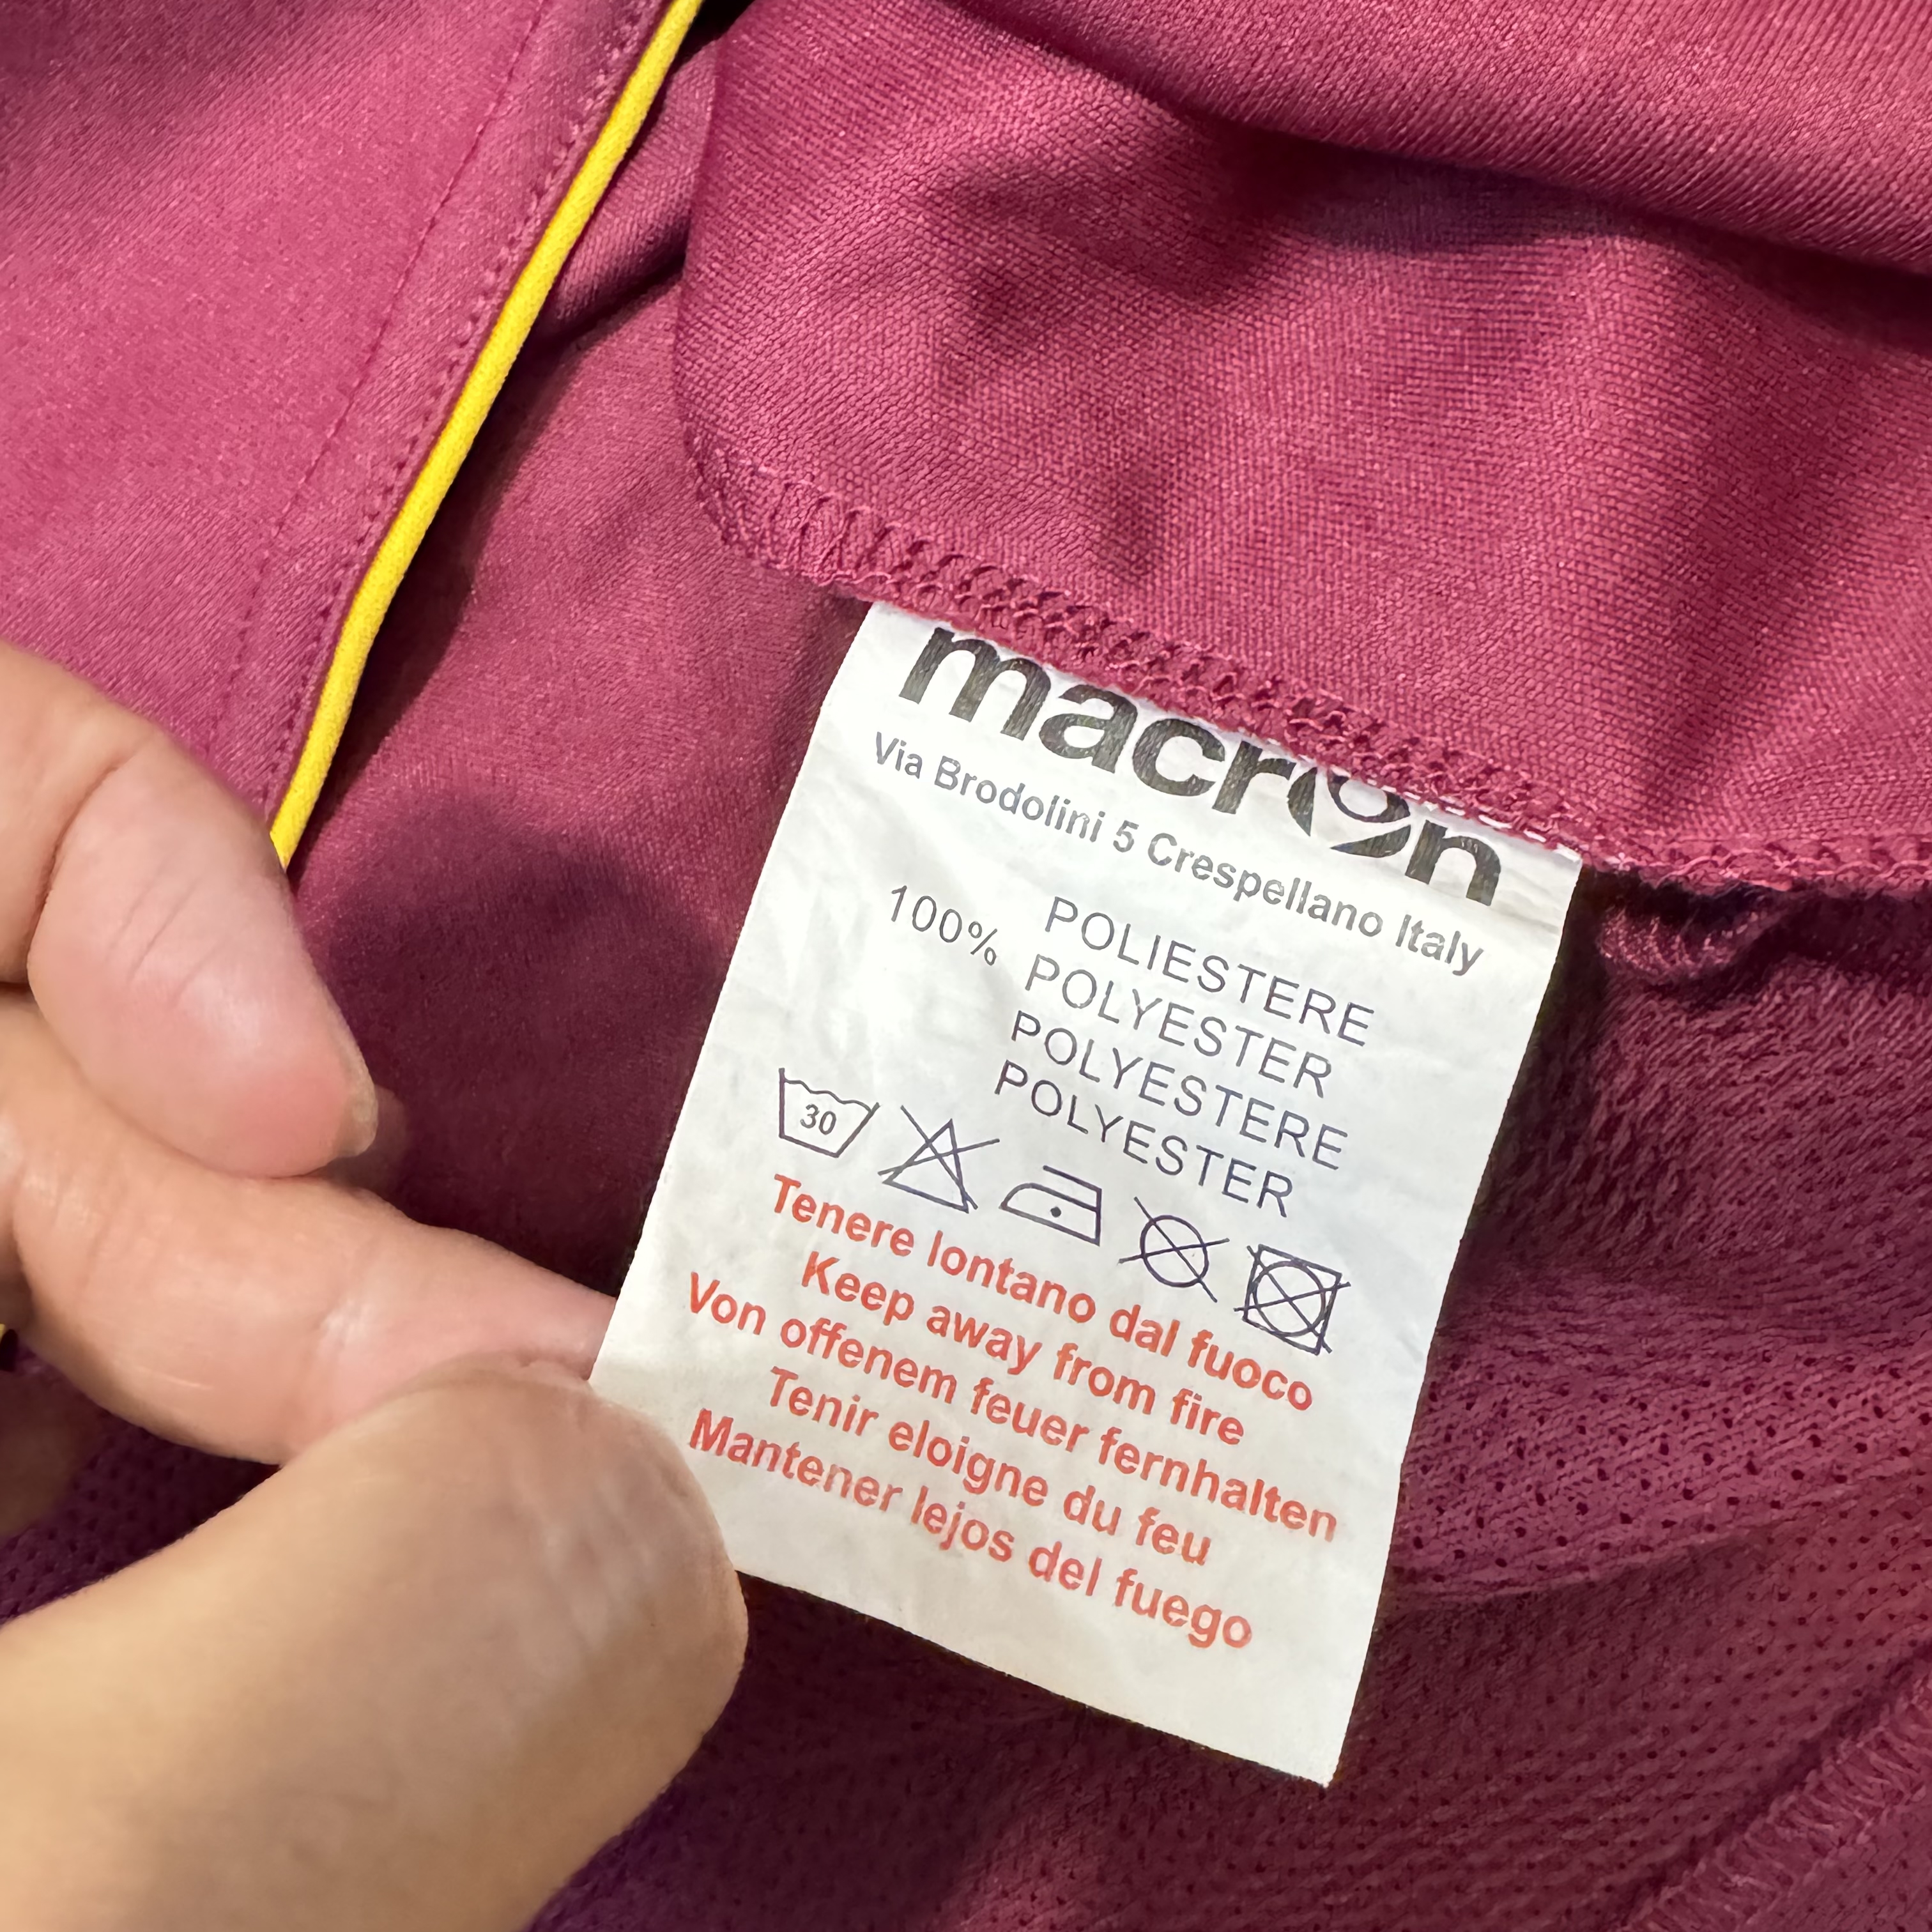 macron
Via Brodolini 5 Crespellano Italy
POLIESTERE
100% POLYESTER
POLYESTERE
POLYESTER
30
Tenere lontano dal fuoco
Keep away from fire
Von offenem feuer fernhalten
Tenir eloigne du feu
Mantener lejos del fuego